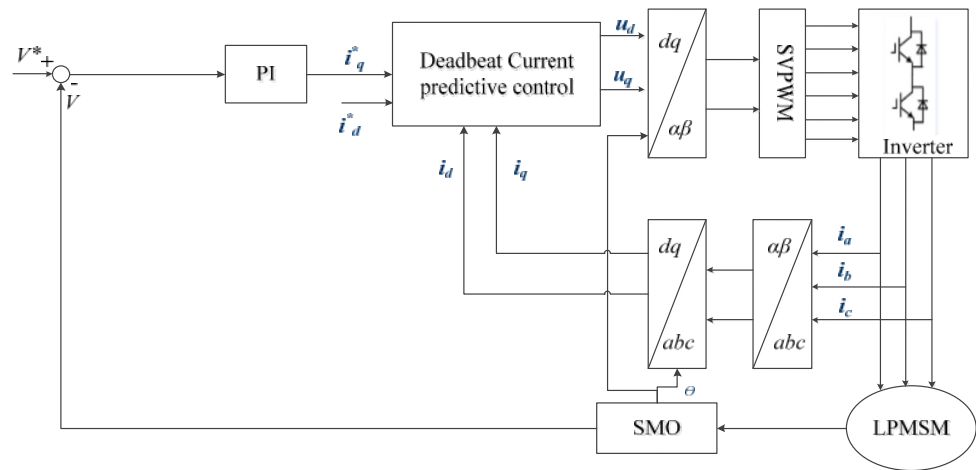 V*+
-
V
PI
i*q
i*d
Deadbeat Current
predictive control
ud
uq
dq
αβ
SVPWM
Inverter
id
iq
dq
abc
αβ
abc
ia
ib
ic
θ
SMO
LPMSM